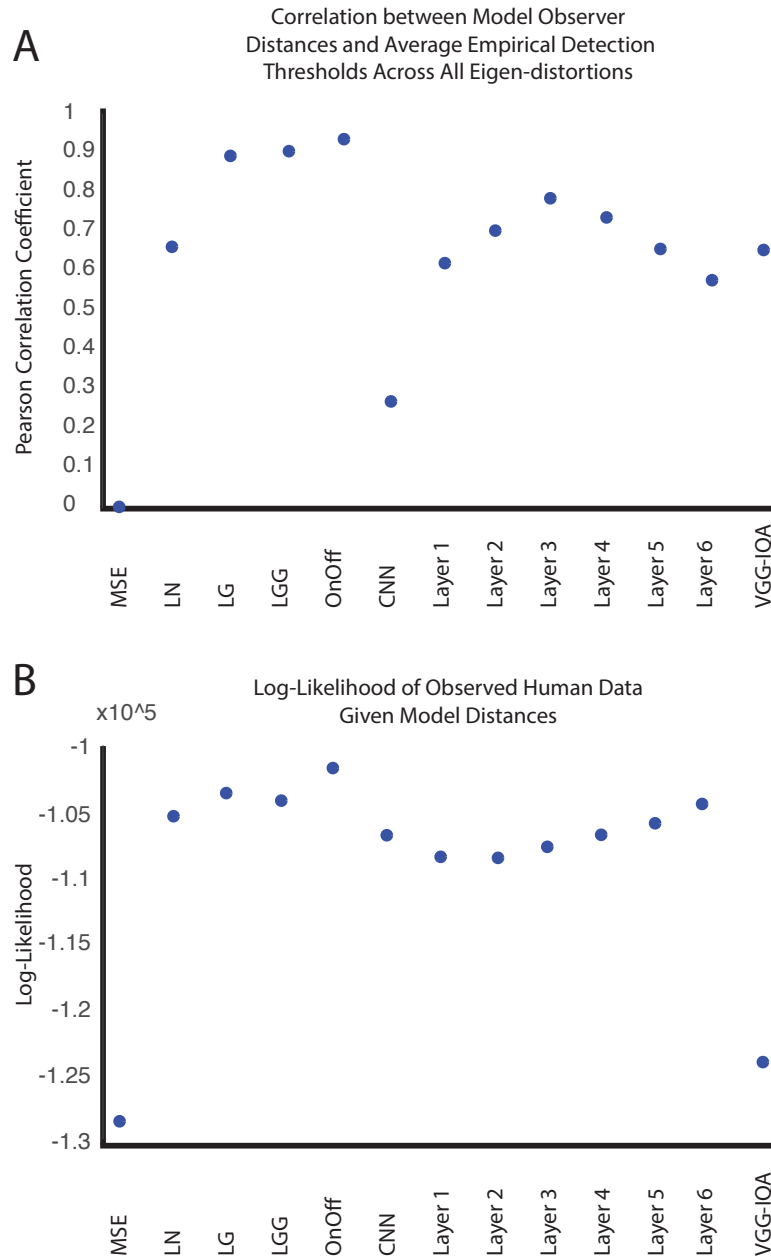 A
Correlation between Model Observer
Distances and Average Empirical Detection
Thresholds Across All Eigen-distortions
Pearson Correlation Coefficient
1
0.9
0.8
0.7
0.6
0.5
0.4
0.3
0.2
0.1
0
MSE
LN
LG
LGG
OnOff
CNN
Layer 1
Layer 2
Layer 3
Layer 4
Layer 5
Layer 6
VGG-IQA
B
Log-Likelihood of Observed Human Data
Given Model Distances
x10^5
Log-Likelihood
-1
-1.05
-1.1
-1.15
-1.2
-1.25
-1.3
MSE
LN
LG
LGG
OnOff
CNN
Layer 1
Layer 2
Layer 3
Layer 4
Layer 5
Layer 6
VGG-IQA